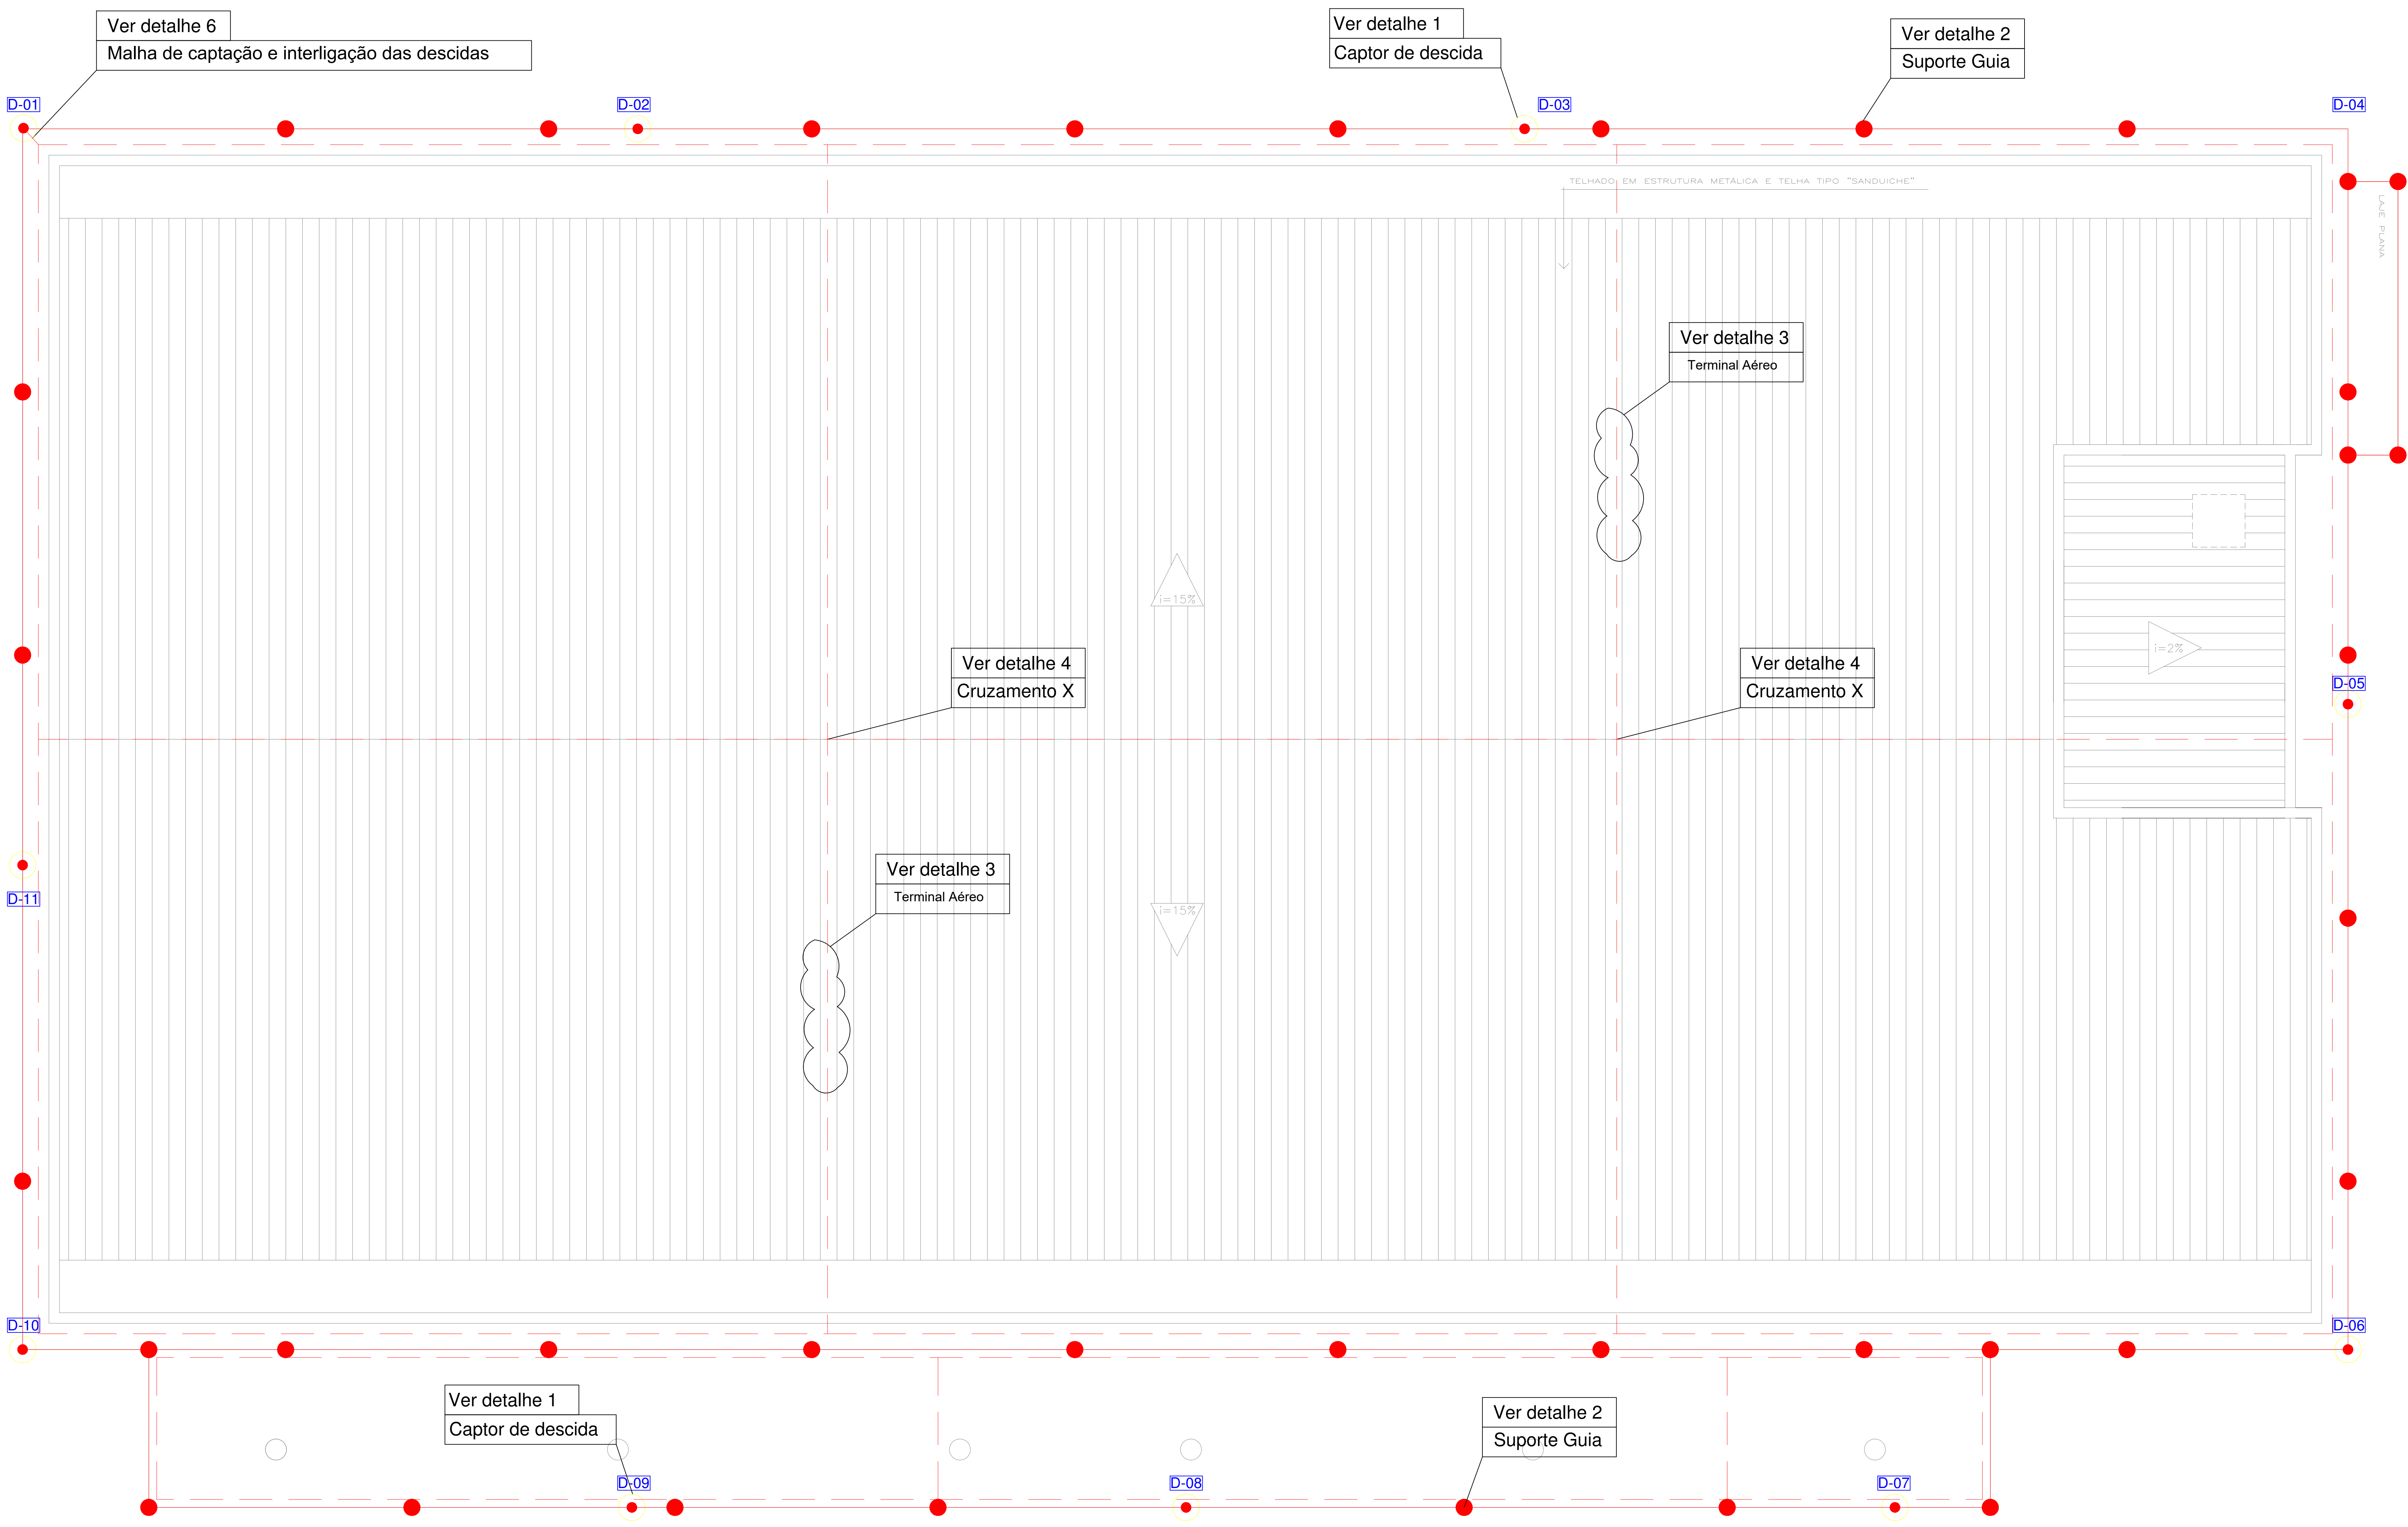 Ver detalhe 6
Malha de captação e interligação das descidas
Ver detalhe 1
Captor de descida
Ver detalhe 2
Suporte Guia
D-01
D-02
D-03
D-04
TELHADO EM ESTRUTURA METÁLICA E TELHA TIPO "SANDUICHE"
LAJE PLANA
Ver detalhe 3
Terminal Aéreo
i=15%
Ver detalhe 4
Cruzamento X
Ver detalhe 4
Cruzamento X
i=2%
D-05
Ver detalhe 3
Terminal Aéreo
D-11
i=15%
D-10
D-06
Ver detalhe 1
Captor de descida
Ver detalhe 2
Suporte Guia
D-09
D-08
D-07